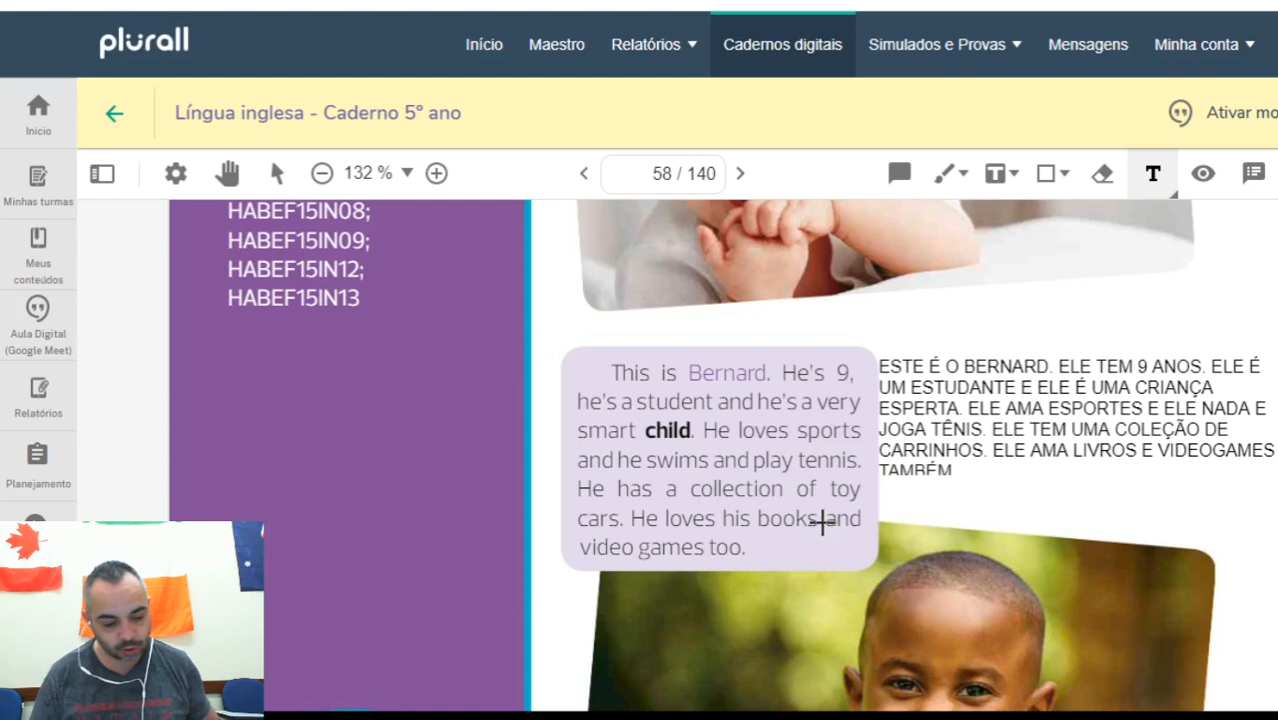 plurall
Início
Maestro
Relatórios
Cadernos digitais
Simulados e Provas
Mensagens
Minha conta
Inicio
Língua inglesa - Caderno 5º ano
Ativar mo
Minhas turmas
132 %
58 / 140
T
T
Meus conteúdos
Aula Digital
(Google Meet)
Relatórios
Planejamento
HABEF15IN08;
HABEF15IN09;
HABEF15IN12;
HABEF15IN13
This is Bernard. He's 9,
he's a student and he's a very
smart child. He loves sports
and he swims and play tennis.
He has a collection of toy
cars. He loves his books and
video games too.
ESTE É O BERNARD. ELE TEM 9 ANOS. ELE É
UM ESTUDANTE E ELE É UMA CRIANÇA
ESPERTA. ELE AMA ESPORTES E ELE NADA E
JOGA TÊNIS. ELE TEM UMA COLEÇÃO DE
CARRINHOS. ELE AMA LIVROS E VIDEOGAMES
TAMBÉM